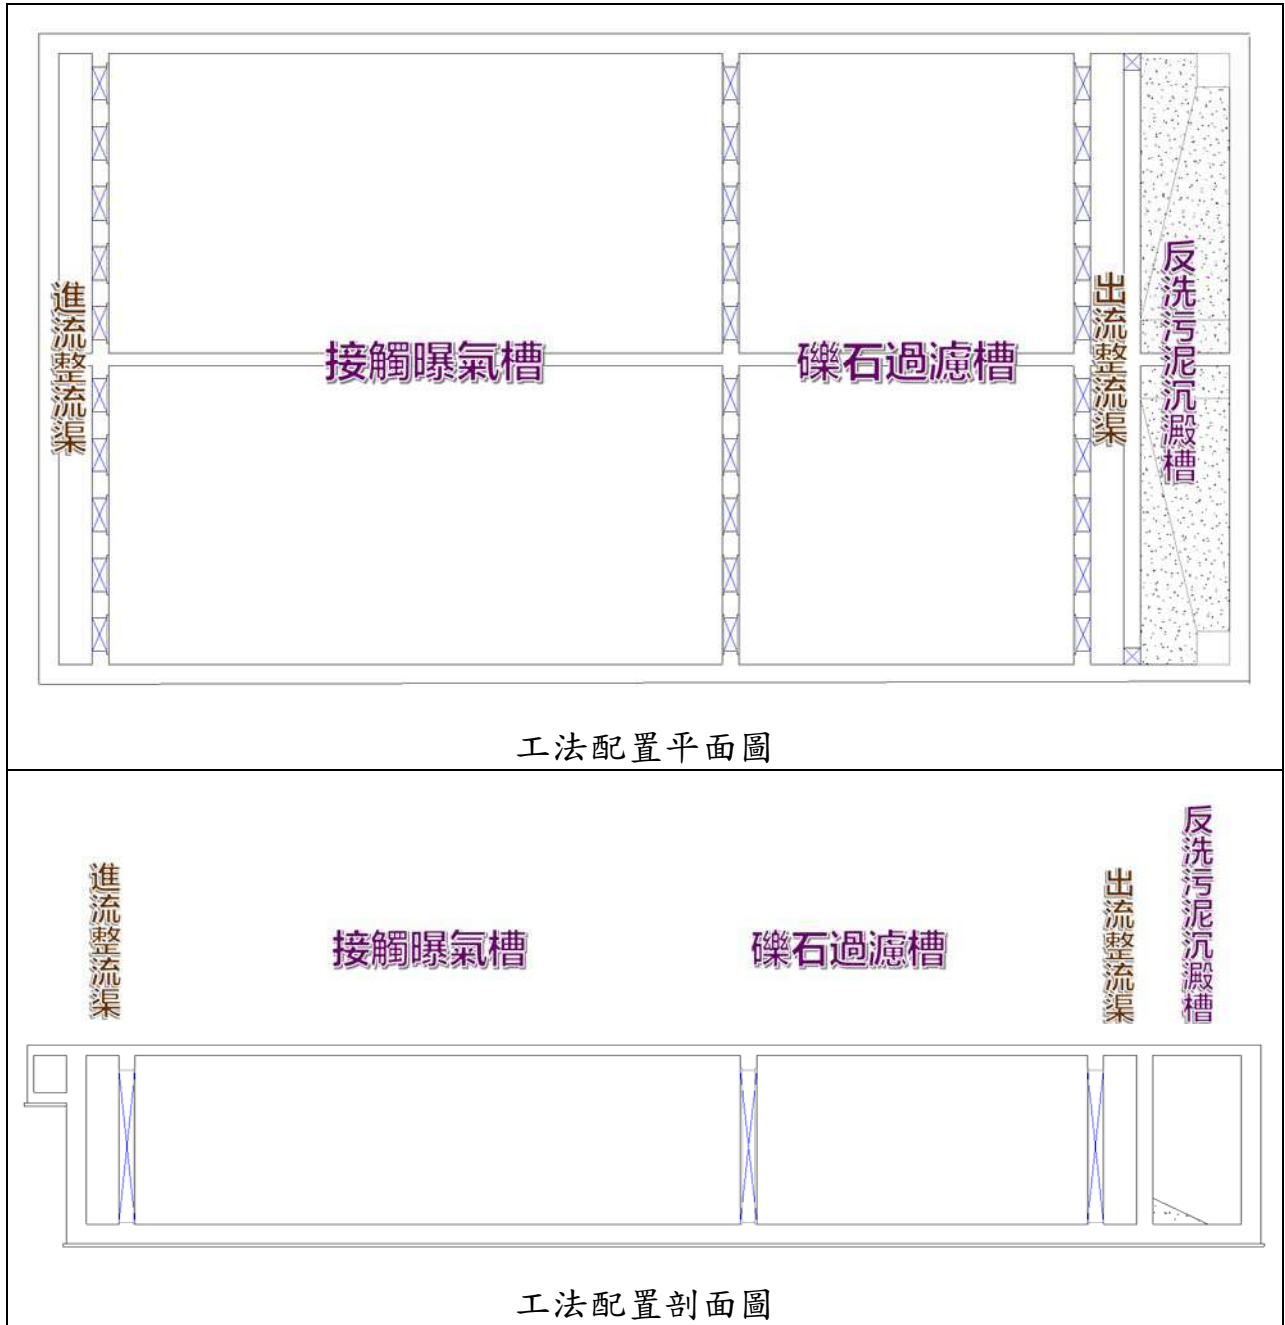 進流整流渠
接觸曝氣槽
礫石過濾槽
出流整流渠
反洗污泥沉澱槽
工法配置平面圖
進流整流渠
接觸曝氣槽
礫石過濾槽
出流整流渠
反洗污泥沉澱槽
工法配置剖面圖